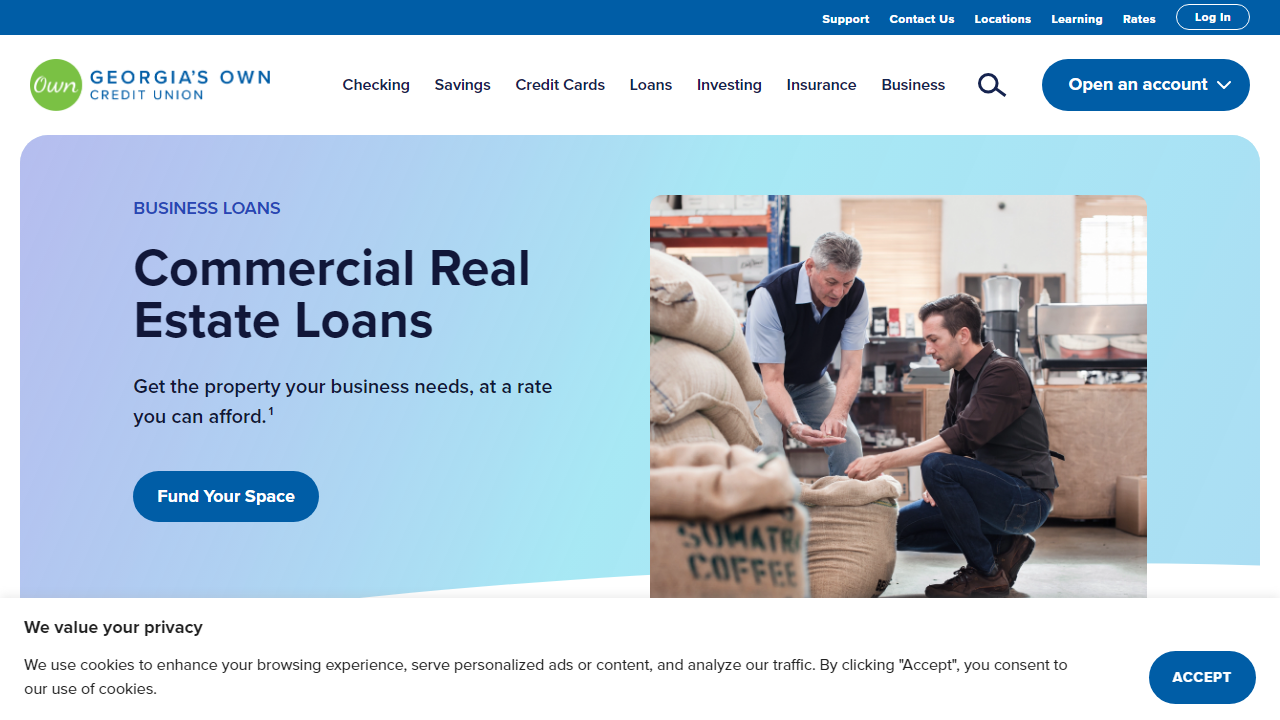 Support Contact Us Locations Learning Rates Log In
Own GEORGIA'S OWN
CREDIT UNION
Checking Savings Credit Cards Loans Investing Insurance Business Open an account
BUSINESS LOANS
Commercial Real
Estate Loans
Get the property your business needs, at a rate
you can afford.¹
Fund Your Space
SUMATRA
COFFEE
We value your privacy
We use cookies to enhance your browsing experience, serve personalized ads or content, and analyze our traffic. By clicking "Accept", you consent to
our use of cookies.
ACCEPT